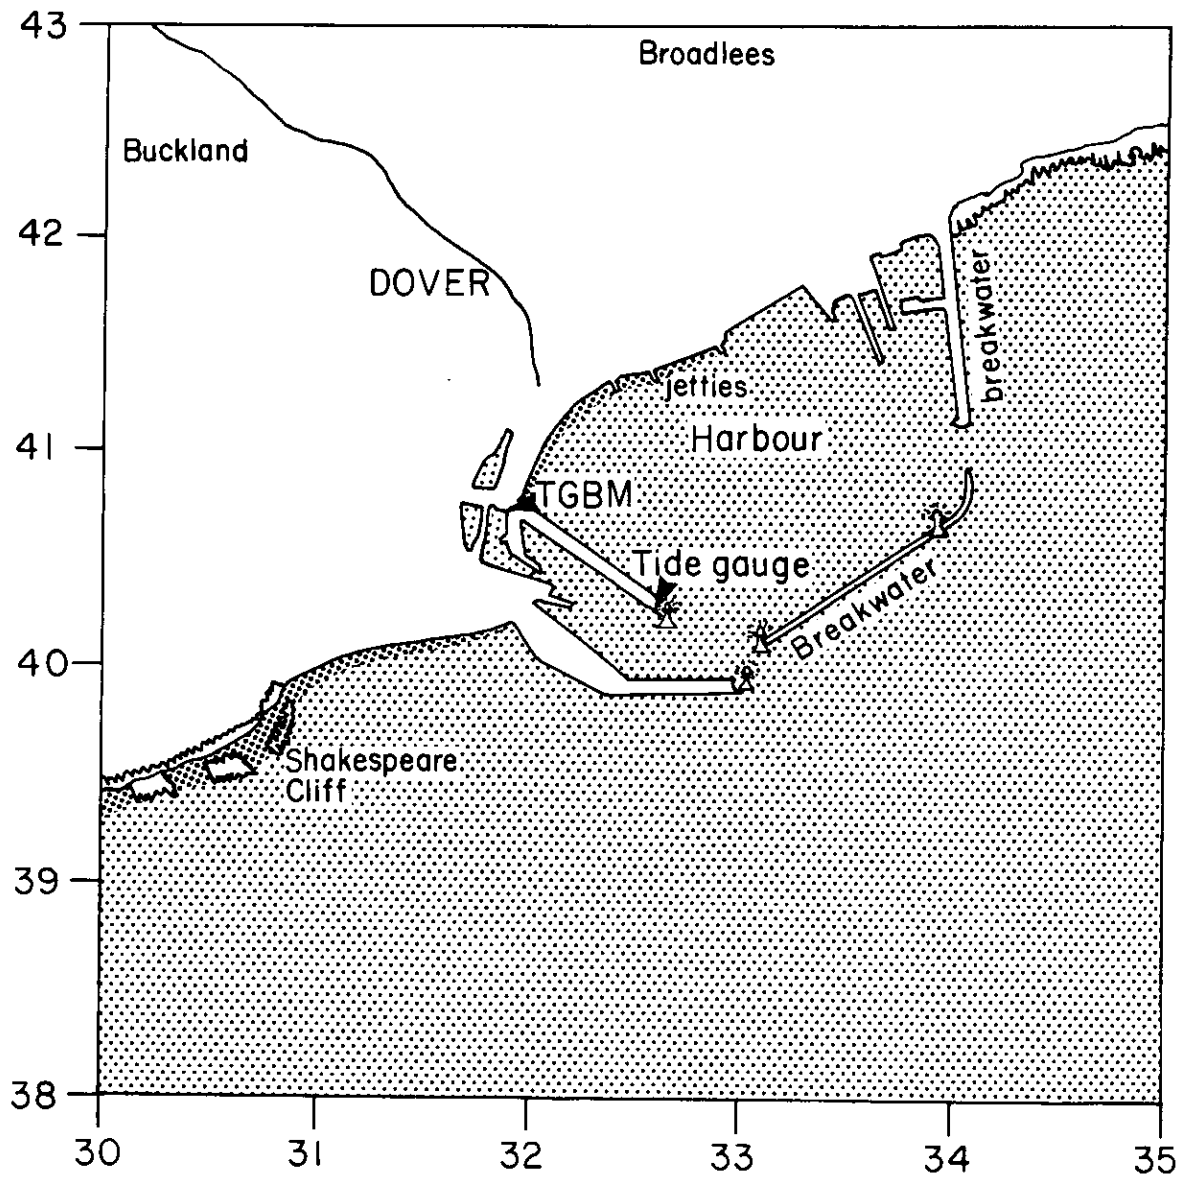 43
Broadlees
Buckland
42
DOVER
breakwater
jetties
41
Harbour
TGBM
Tide gauge
Breakwater
40
Shakespeare
Cliff
39
38
30
31
32
33
34
35